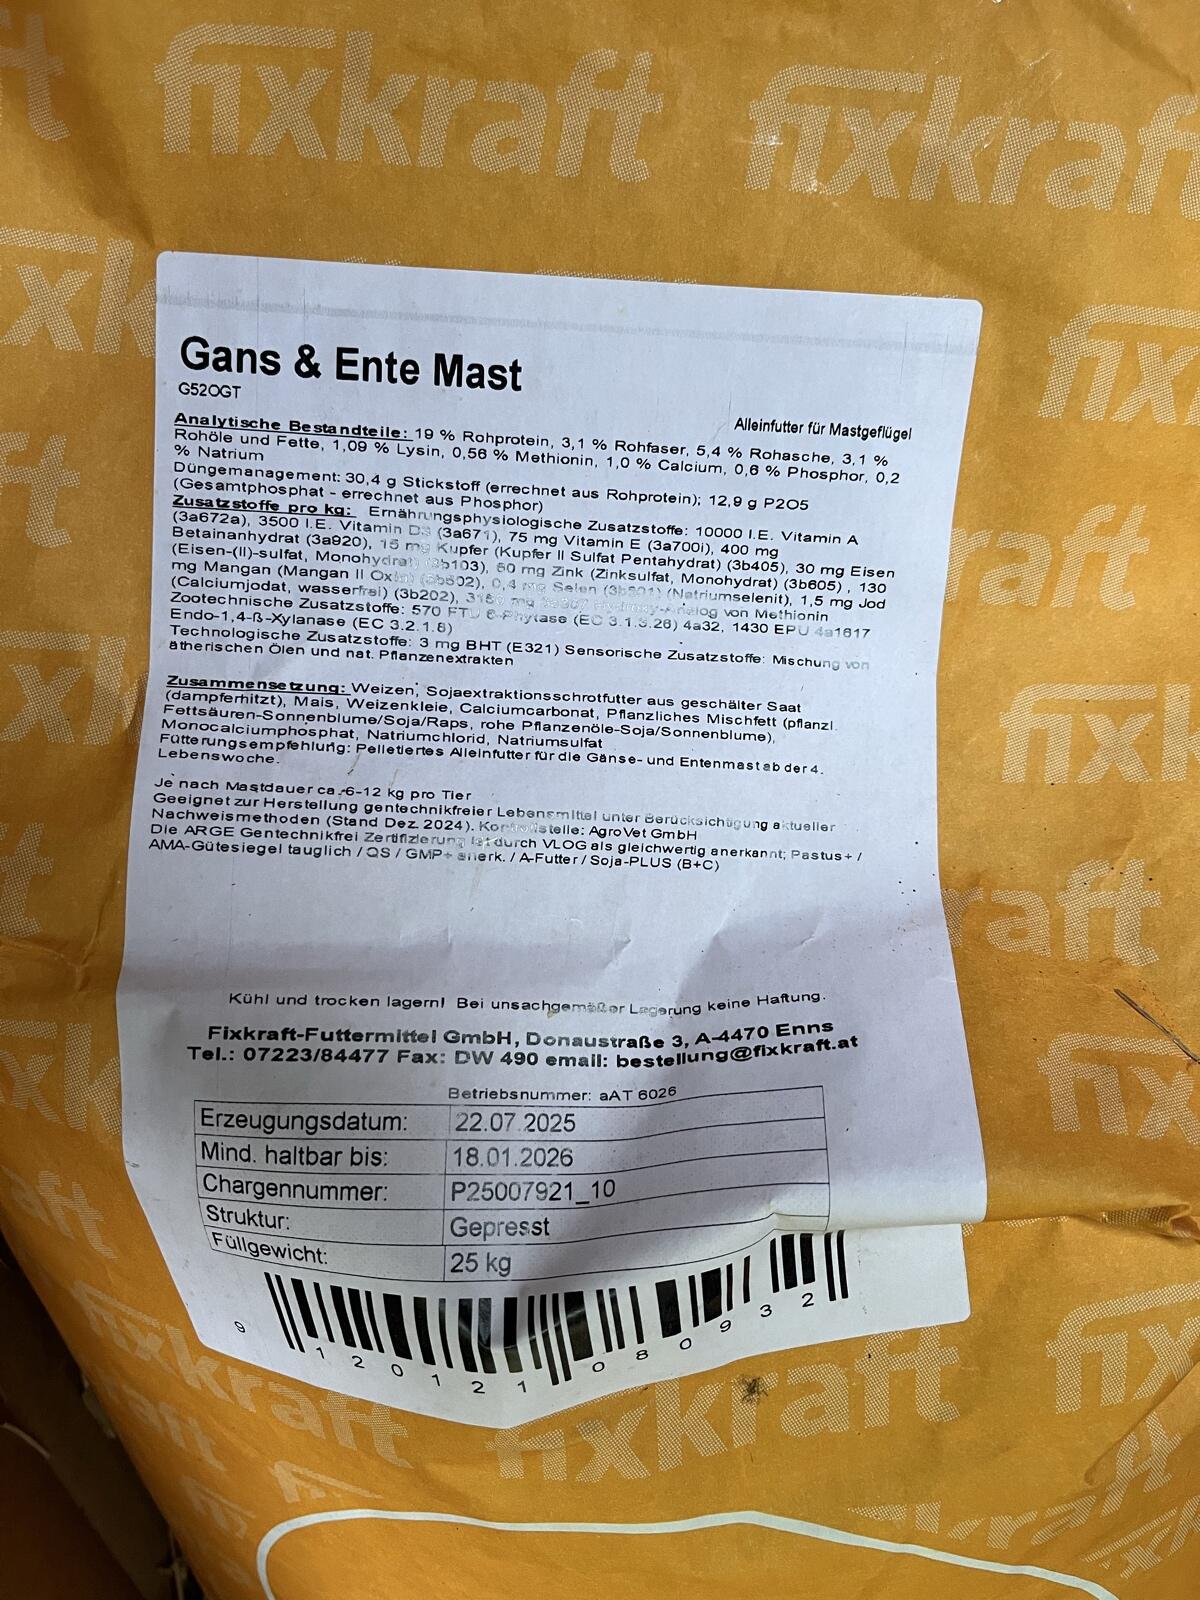 fixkraft
fixkraft
Gans & Ente Mast
G52OGT
Alleinfutter für Mastgeflügel
Analytische Bestandteile: 19 % Rohprotein, 3,1 % Rohfaser, 5,4 % Rohasche, 3,1 %
Rohöle und Fette, 1,09 % Lysin, 0,56 % Methionin, 1,0 % Calcium, 0,6 % Phosphor, 0,2
% Natrium
Düngemanagement: 30,4 g Stickstoff (errechnet aus Rohprotein); 12,9 g P2O5
(Gesamtphosphat - errechnet aus Phosphor)
Zusatzstoffe pro kg: Ernährungsphysiologische Zusatzstoffe: 10000 I.E. Vitamin A
(3a672a), 3500 I.E. Vitamin D3 (3a671), 75 mg Vitamin E (3a700i), 400 mg
Betainanhydrat (3a920), 15 mg Kupfer (Kupfer II Sulfat Pentahydrat) (3b405), 30 mg Eisen
(Eisen-(II)-sulfat, Monohydrat) (3b103), 60 mg Zink (Zinksulfat, Monohydrat) (3b605) , 130
mg Mangan (Mangan II Oxid) (3b502), 0,4 mg Selen (3b801) (Natriumselenit), 1,5 mg Jod
(Calciumjodat, wasserfrei) (3b202), mg Hydroxy-Analog von Methionin
Zootechnische Zusatzstoffe: 570 FTU 6-Phytase (EC 3.1.3.26) 4a32, 1430 EPU 4a1617
Endo-1,4-ß-Xylanase (EC 3.2.1.8)
Technologische Zusatzstoffe: 3 mg BHT (E321) Sensorische Zusatzstoffe: Mischung von
ätherischen Ölen und nat. Pflanzenextrakten
Zusammensetzung: Weizen, Sojaextraktionsschrotfutter aus geschälter Saat
(dampferhitzt), Mais, Weizenkleie, Calciumcarbonat, Pflanzliches Mischfett (pflanzl.
Fettsäuren-Sonnenblume/Soja/Raps, rohe Pflanzenöle-Soja/Sonnenblume),
Monocalciumphosphat, Natriumchlorid, Natriumsulfat
Fütterungsempfehlung: Pelletiertes Alleinfutter für die Gänse- und Entenmast ab der 4.
Lebenswoche.
Je nach Mastdauer ca. 6-12 kg pro Tier
Geeignet zur Herstellung gentechnikfreier Lebensmittel unter Berücksichtigung aktueller
Nachweismethoden (Stand Dez. 2024). Kontrollstelle: AgroVet GmbH
Die ARGE Gentechnikfrei Zertifizierung ist durch VLOG als gleichwertig anerkannt; Pastus+ /
AMA-Gütesiegel tauglich / QS / GMP+ anerk. / A-Futter / Soja-PLUS (B+C)
Kühl und trocken lagern! Bei unsachgemäßer Lagerung keine Haftung.
Fixkraft-Futtermittel GmbH, Donaustraße 3, A-4470 Enns
Tel.: 07223/84477 Fax: DW 490 email: bestellung@fixkraft.at
Betriebsnummer: aAT 6026
Erzeugungsdatum: 22.07.2025
Mind. haltbar bis: 18.01.2026
Chargennummer: P25007921_10
Struktur: Gepresst
Füllgewicht: 25 kg
9 120121 080932
fixkraft
fixkraft